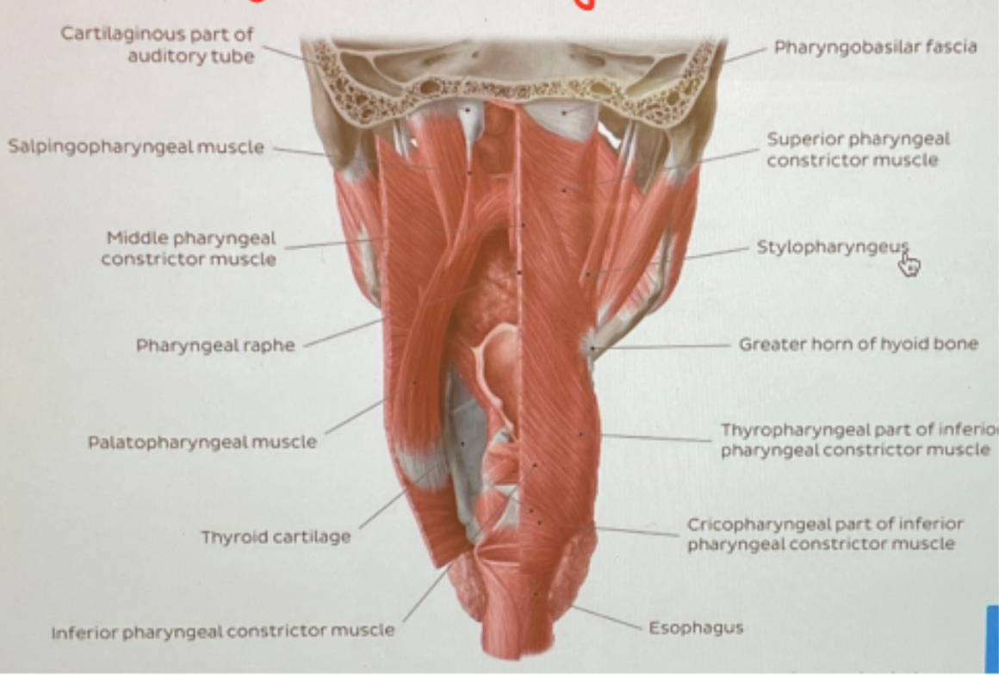 Cartilaginous part of
auditory tube
Pharyngobasilar fascia
Salpingopharyngeal muscle
Superior pharyngeal
constrictor muscle
Middle pharyngeal
constrictor muscle
Stylopharyngeus
Pharyngeal raphe
Greater horn of hyoid bone
Palatopharyngeal muscle
Thyropharyngeal part of inferio
pharyngeal constrictor muscle
Thyroid cartilage
Cricopharyngeal part of inferior
pharyngeal constrictor muscle
Inferior pharyngeal constrictor muscle
Esophagus